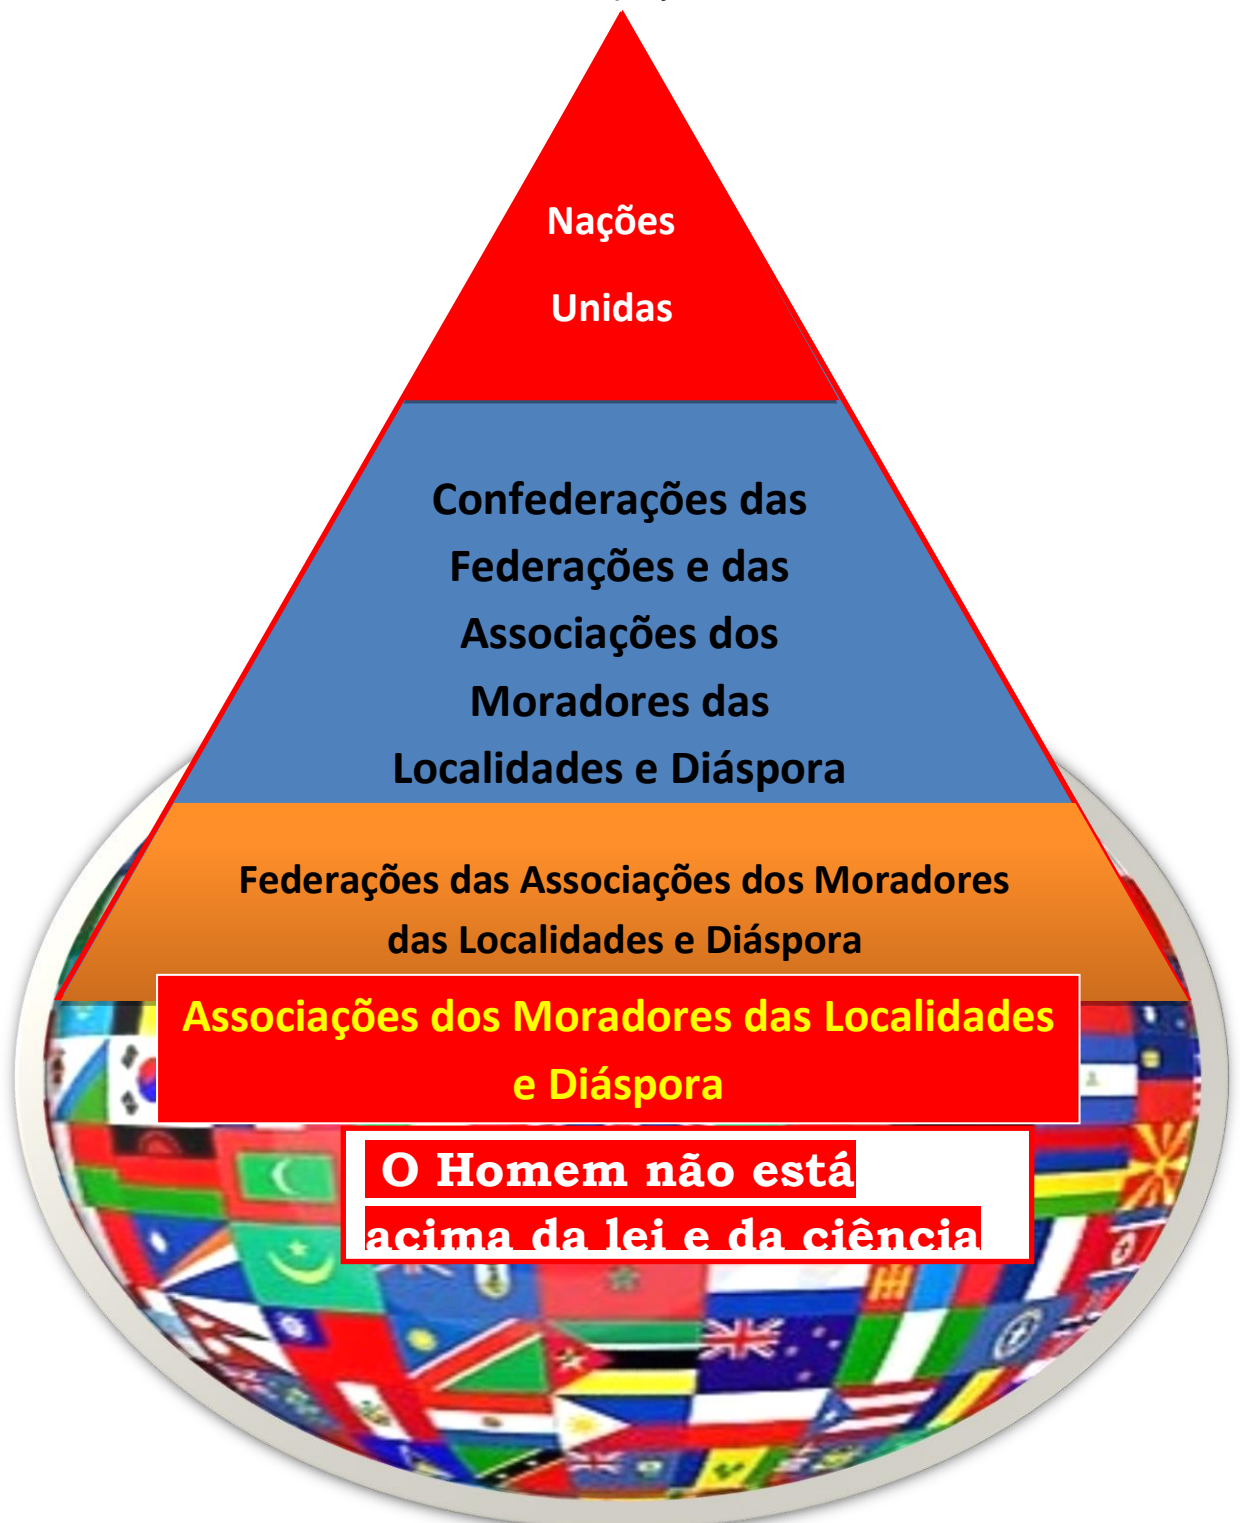 Nações
Unidas
Confederações das
Federações e das
Associações dos
Moradores das
Localidades e Diáspora
Federações das Associações dos Moradores
das Localidades e Diáspora
Associações dos Moradores das Localidades
e Diáspora
O Homem não está
acima da lei e da ciência